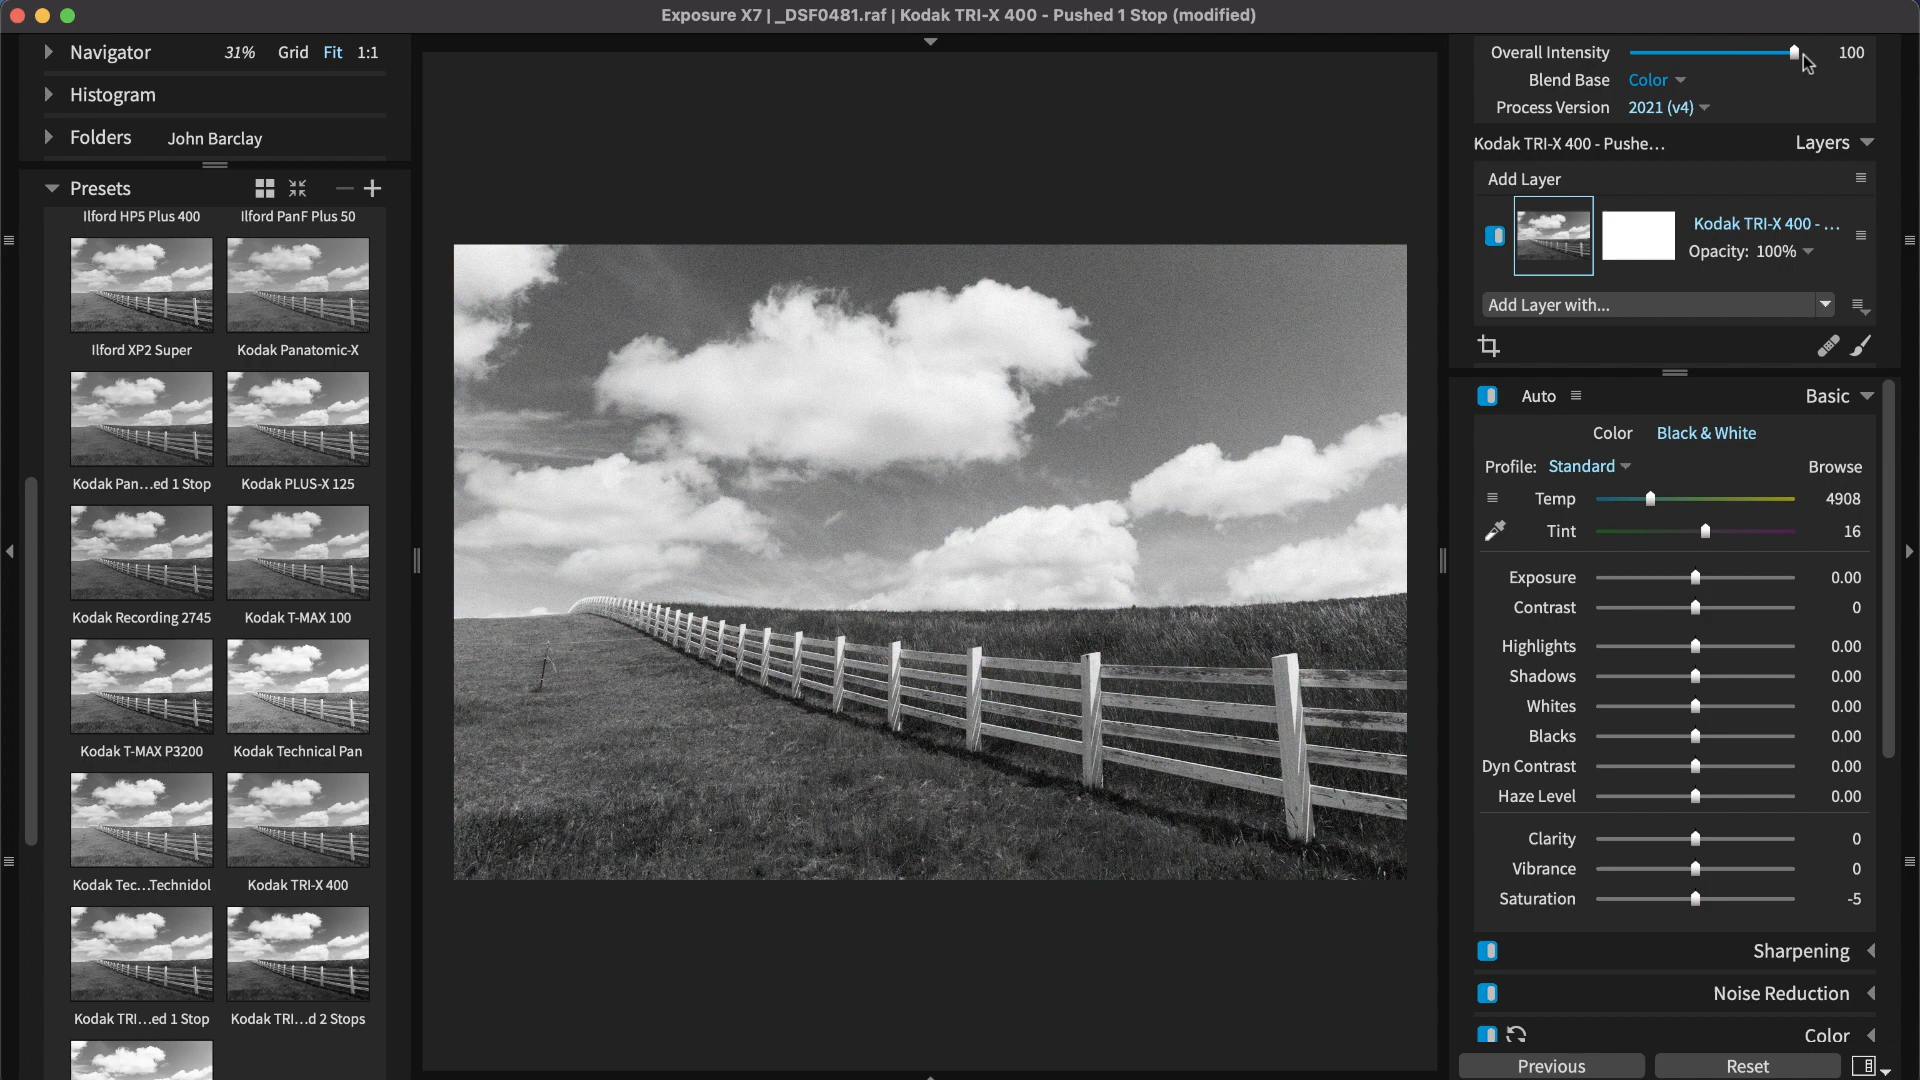 Exposure X7 | _DSF0481.raf | Kodak TRI-X 400 - Pushed 1 Stop (modified)
Navigator 31% Grid Fit 1:1
Histogram
Folders John Barclay
Presets
Ilford HP5 Plus 400 Ilford PanF Plus 50
Ilford XP2 Super Kodak Panatomic-X
Kodak Pan...ed 1 Stop Kodak PLUS-X 125
Kodak Recording 2745 Kodak T-MAX 100
Kodak T-MAX P3200 Kodak Technical Pan
Kodak Tec...Technidol Kodak TRI-X 400
Kodak TRI...ed 1 Stop Kodak TRI...d 2 Stops
Overall Intensity 100
Blend Base Color
Process Version 2021 (v4)
Kodak TRI-X 400 - Pushe... Layers
Add Layer
Kodak TRI-X 400 - ...
Opacity: 100%
Add Layer with...
Auto Basic
Color Black & White
Profile: Standard Browse
Temp 4908
Tint 16
Exposure 0.00
Contrast 0
Highlights 0.00
Shadows 0.00
Whites 0.00
Blacks 0.00
Dyn Contrast 0.00
Haze Level 0.00
Clarity 0
Vibrance 0
Saturation -5
Sharpening
Noise Reduction
Color
Previous Reset